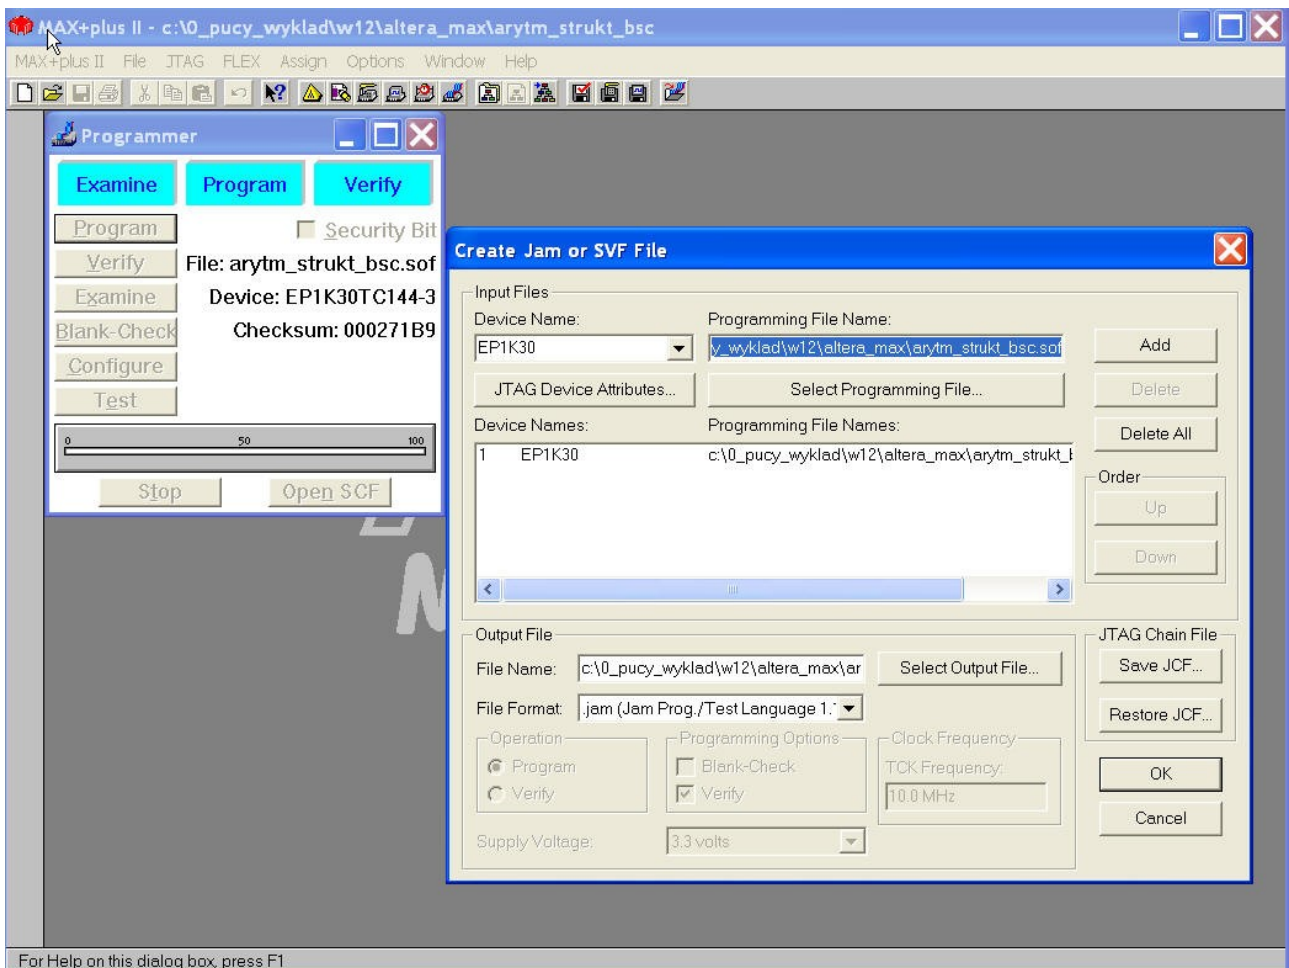 MAX+plus II - c:\0_pucy_wyklad\w12\altera_max\arytm_strukt_bsc
MAX+plus II File JTAG FLEX Assign Options Window Help
Programmer
Examine Program Verify
Program Security Bit
Verify File: arytm_strukt_bsc.sof
Examine Device: EP1K30TC144-3
Blank-Check Checksum: 000271B9
Configure
Test
0 50 100
Stop Open SCF
Create Jam or SVF File
Input Files
Device Name: Programming File Name:
EP1K30 y_wyklad\w12\altera_max\arytm_strukt_bsc.sof Add
JTAG Device Attributes... Select Programming File... Delete
Device Names: Programming File Names: Delete All
1 EP1K30 c:\0_pucy_wyklad\w12\altera_max\arytm_strukt_
Order
Up
Down
Output File JTAG Chain File
File Name: c:\0_pucy_wyklad\w12\altera_max\ar Select Output File... Save JCF...
File Format: .jam (Jam Prog./Test Language 1. Restore JCF...
Operation Programming Options Clock Frequency
Program Blank-Check TCK Frequency: OK
Verify Verify 10.0 MHz
Cancel
Supply Voltage: 3.3 volts
For Help on this dialog box, press F1